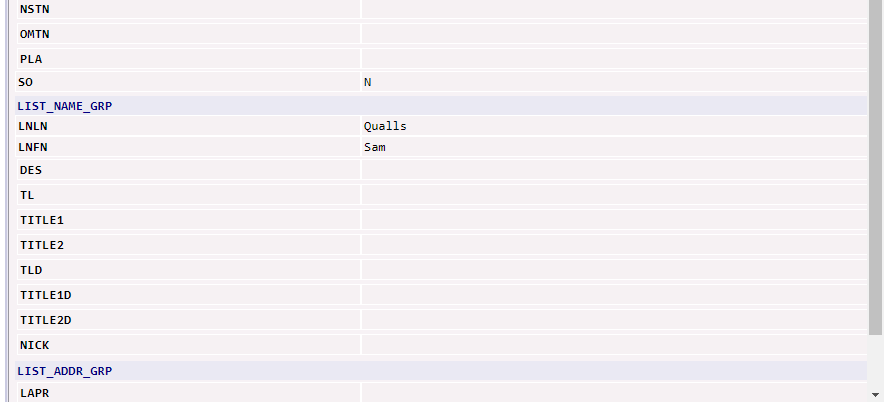 NSTN
OMTN
PLA
SO N
LIST_NAME_GRP
LNLN Qualls
LNFN Sam
DES
TL
TITLE1
TITLE2
TLD
TITLE1D
TITLE2D
NICK
LIST_ADDR_GRP
LAPR